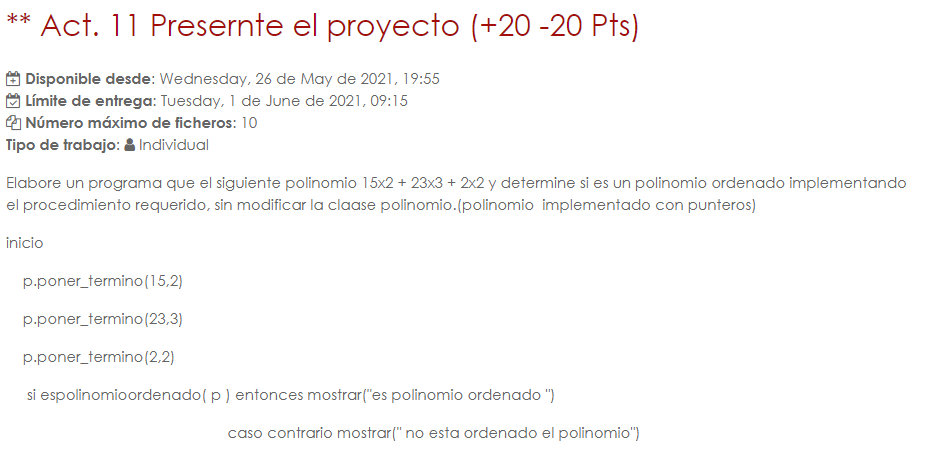 ** Act. 11 Presernte el proyecto (+20 -20 Pts)
Disponible desde: Wednesday, 26 de May de 2021, 19:55
Límite de entrega: Tuesday, 1 de June de 2021, 09:15
Número máximo de ficheros: 10
Tipo de trabajo: Individual
Elabore un programa que el siguiente polinomio 15x2 + 23x3 + 2x2 y determine si es un polinomio ordenado implementando
el procedimiento requerido, sin modificar la claase polinomio.(polinomio implementado con punteros)
inicio
p.poner_termino(15,2)
p.poner_termino(23,3)
p.poner_termino(2,2)
si espolinomioordenado( p ) entonces mostrar("es polinomio ordenado ")
caso contrario mostrar(" no esta ordenado el polinomio")